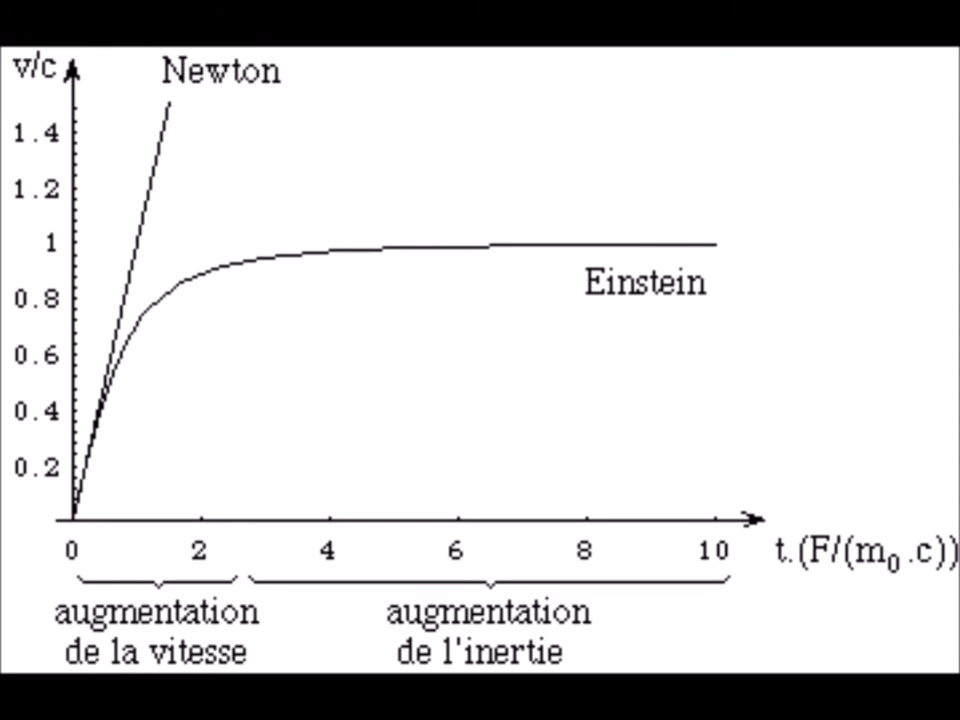 v/c
Newton
1.4
1.2
1
0.8
0.6
0.4
0.2
Einstein
0 2 4 6 8 10
t.(F/(m₀.c))
augmentation
de la vitesse
augmentation
de l'inertie